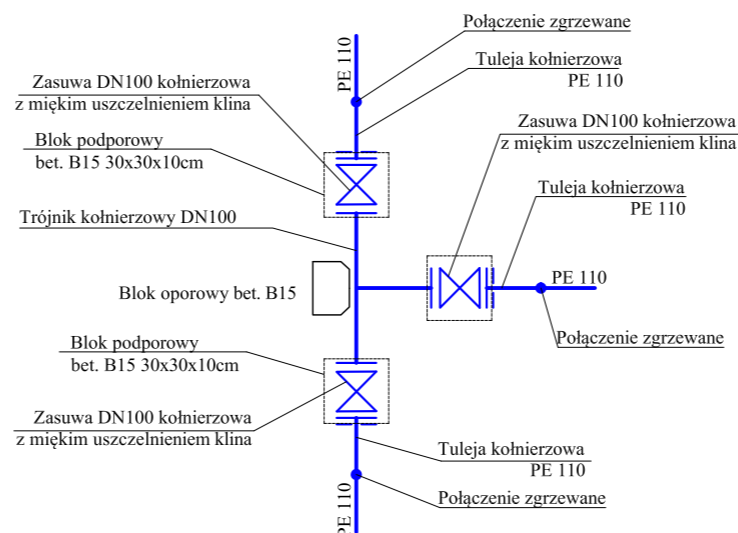 Połączenie zgrzewane
PE 110
Tuleja kołnierzowa
PE 110
Zasuwa DN100 kołnierzowa
z miękim uszczelnieniem klina
Zasuwa DN100 kołnierzowa
z miękim uszczelnieniem klina
Blok podporowy
bet. B15 30x30x10cm
Tuleja kołnierzowa
PE 110
Trójnik kołnierzowy DN100
PE 110
Blok oporowy bet. B15
Połączenie zgrzewane
Blok podporowy
bet. B15 30x30x10cm
Zasuwa DN100 kołnierzowa
z miękim uszczelnieniem klina
Tuleja kołnierzowa
PE 110
Połączenie zgrzewane
PE 110